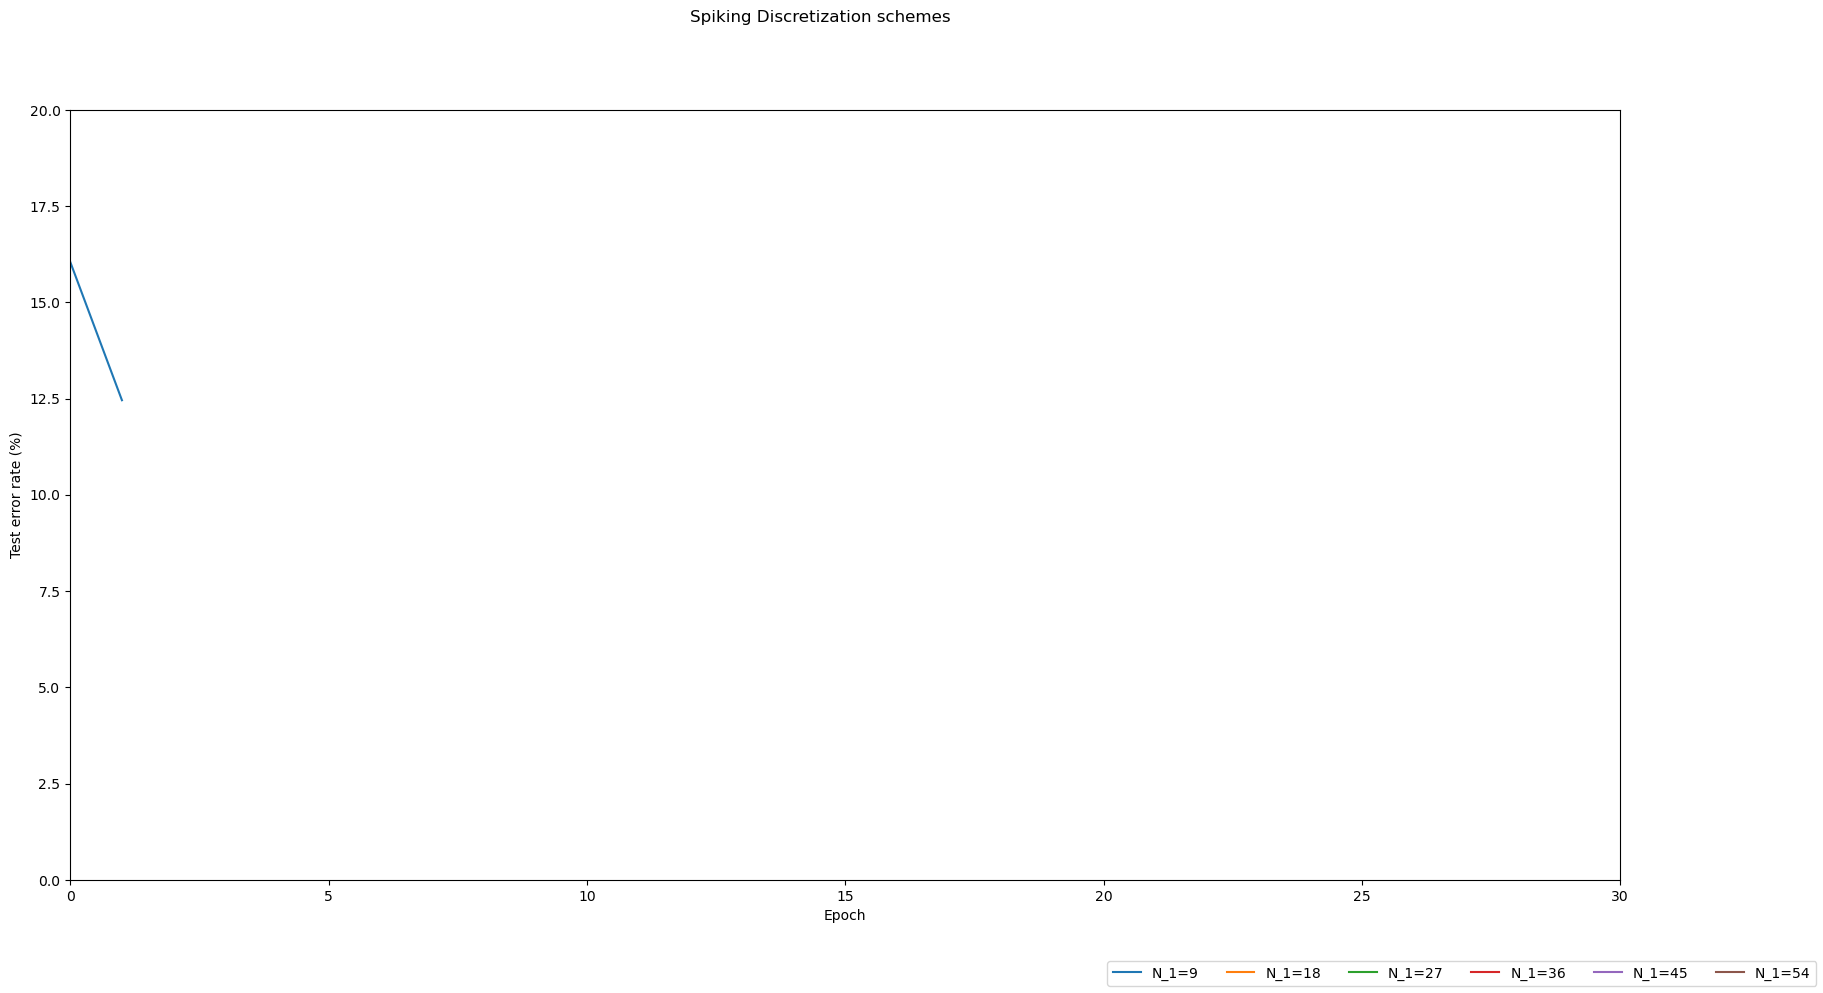 Spiking Discretization schemes
20.0
17.5
15.0
12.5
10.0
7.5
5.0
2.5
0.0
Test error rate (%)
0 5 10 15 20 25 30
Epoch
N_1=9 N_1=18 N_1=27 N_1=36 N_1=45 N_1=54